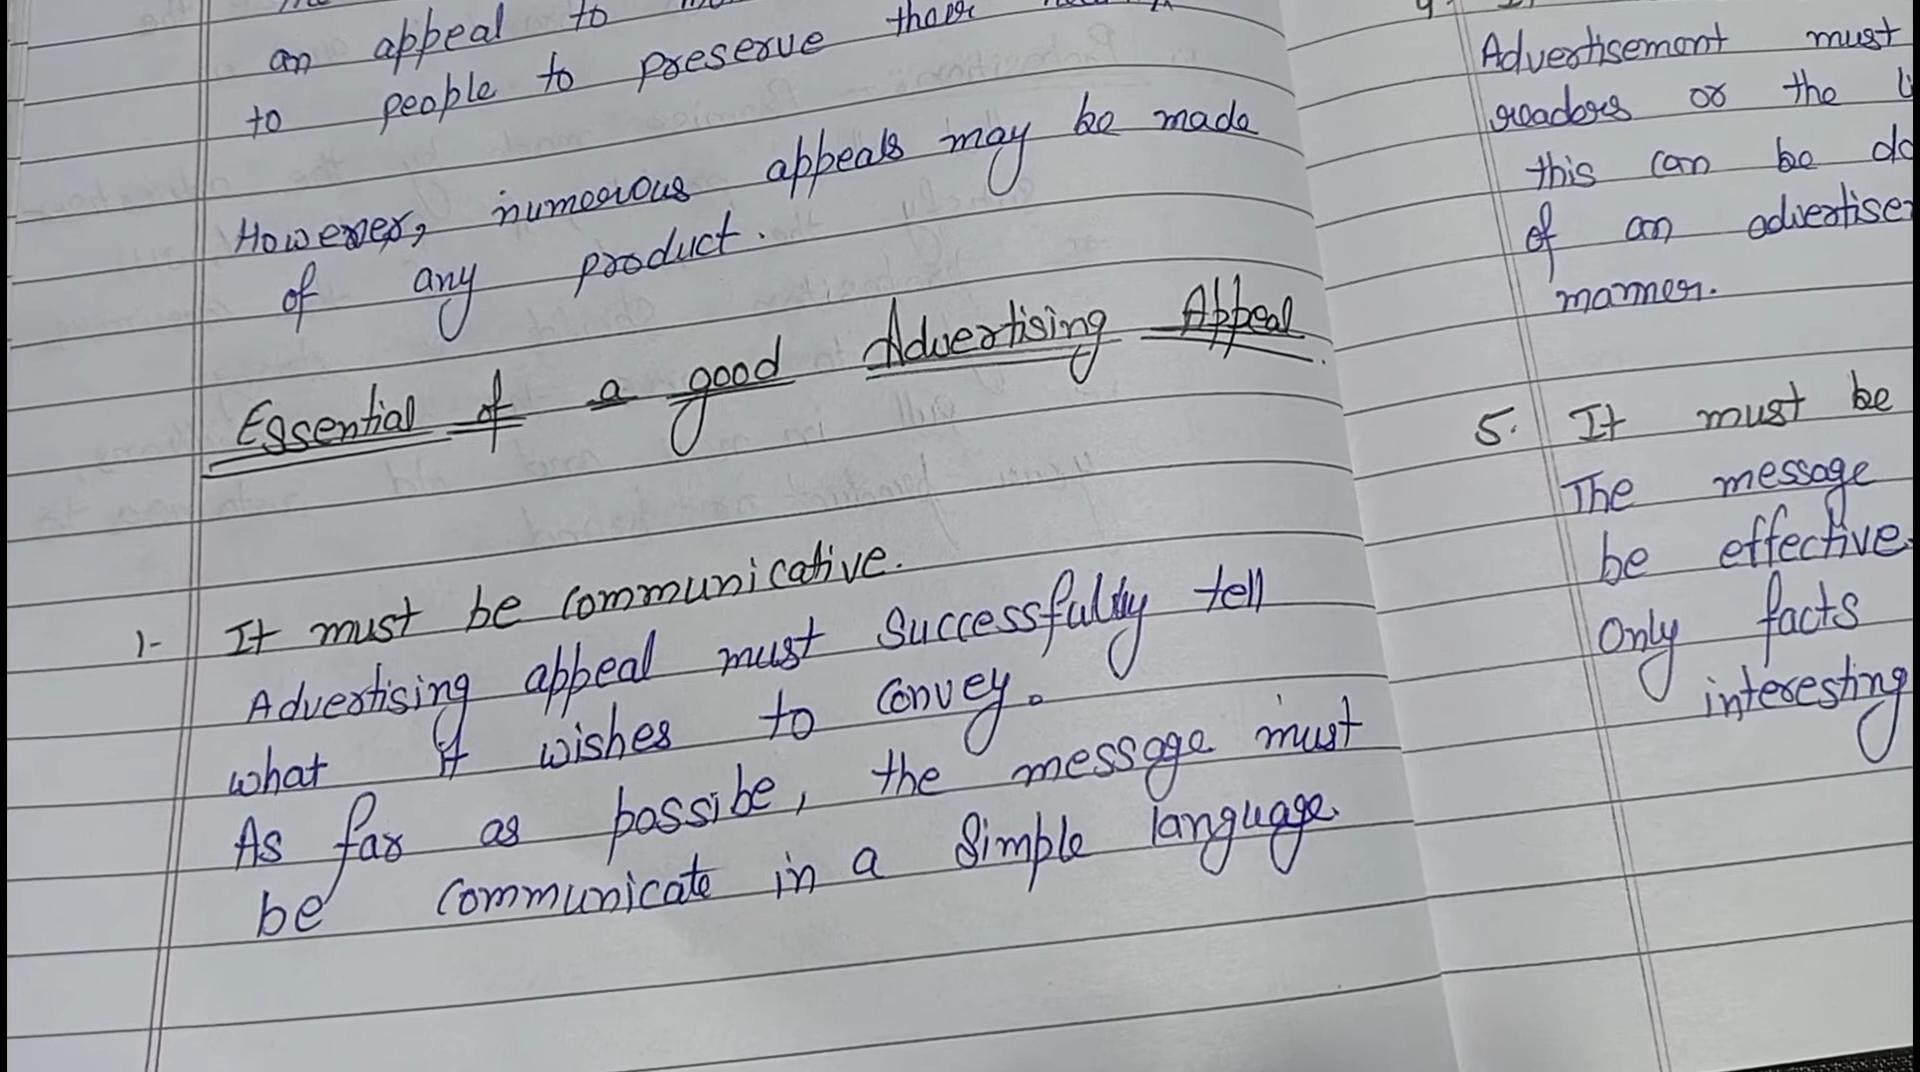 an appeal to
to people to preserve their
However, numerous appeals may be made
of any product.
Essential of a good Advertising Appeal.
1- It must be communicative.
Advertising appeal must successfully tell
what it wishes to convey.
As far as possibe, the message must
be communicate in a simple language.
Advertisement must
readers or the
this can be
of an advertise
manner.
5. It must be
The message
be effective.
Only facts
interesting